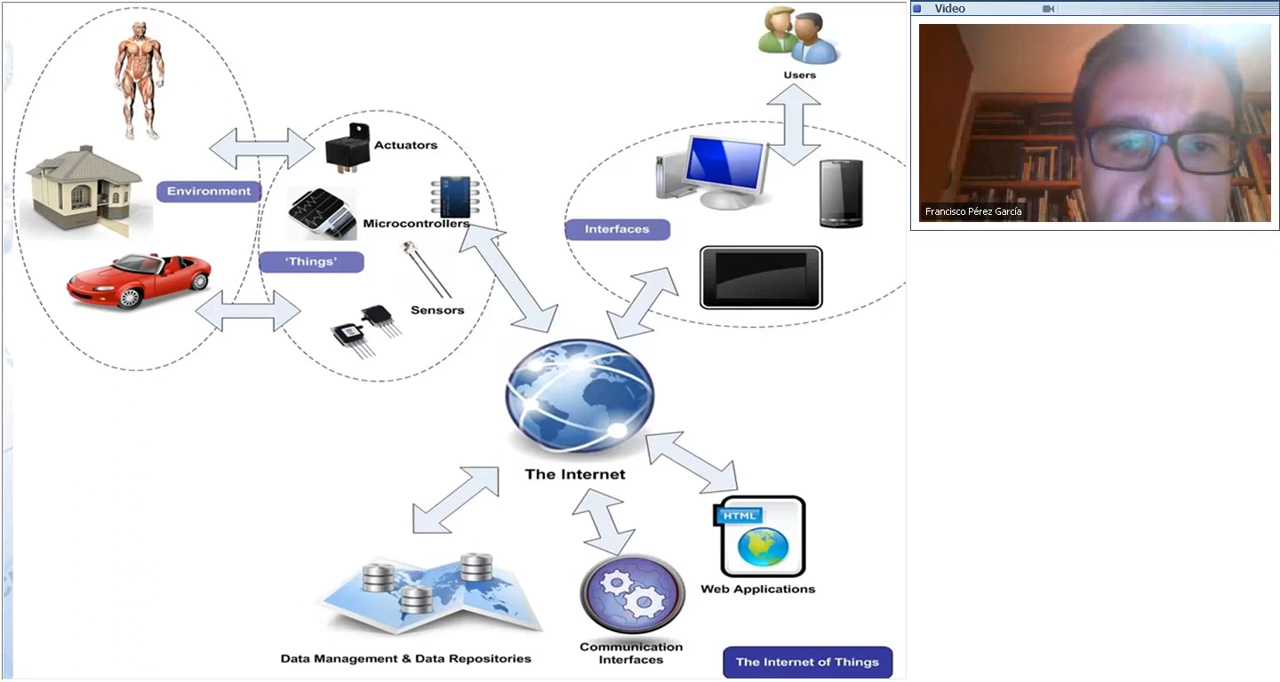 Video
Users
Actuators
Environment
Microcontrollers
Interfaces
Francisco Pérez García
'Things'
Sensors
The Internet
HTML
Web Applications
Data Management & Data Repositories
Communication
Interfaces
The Internet of Things